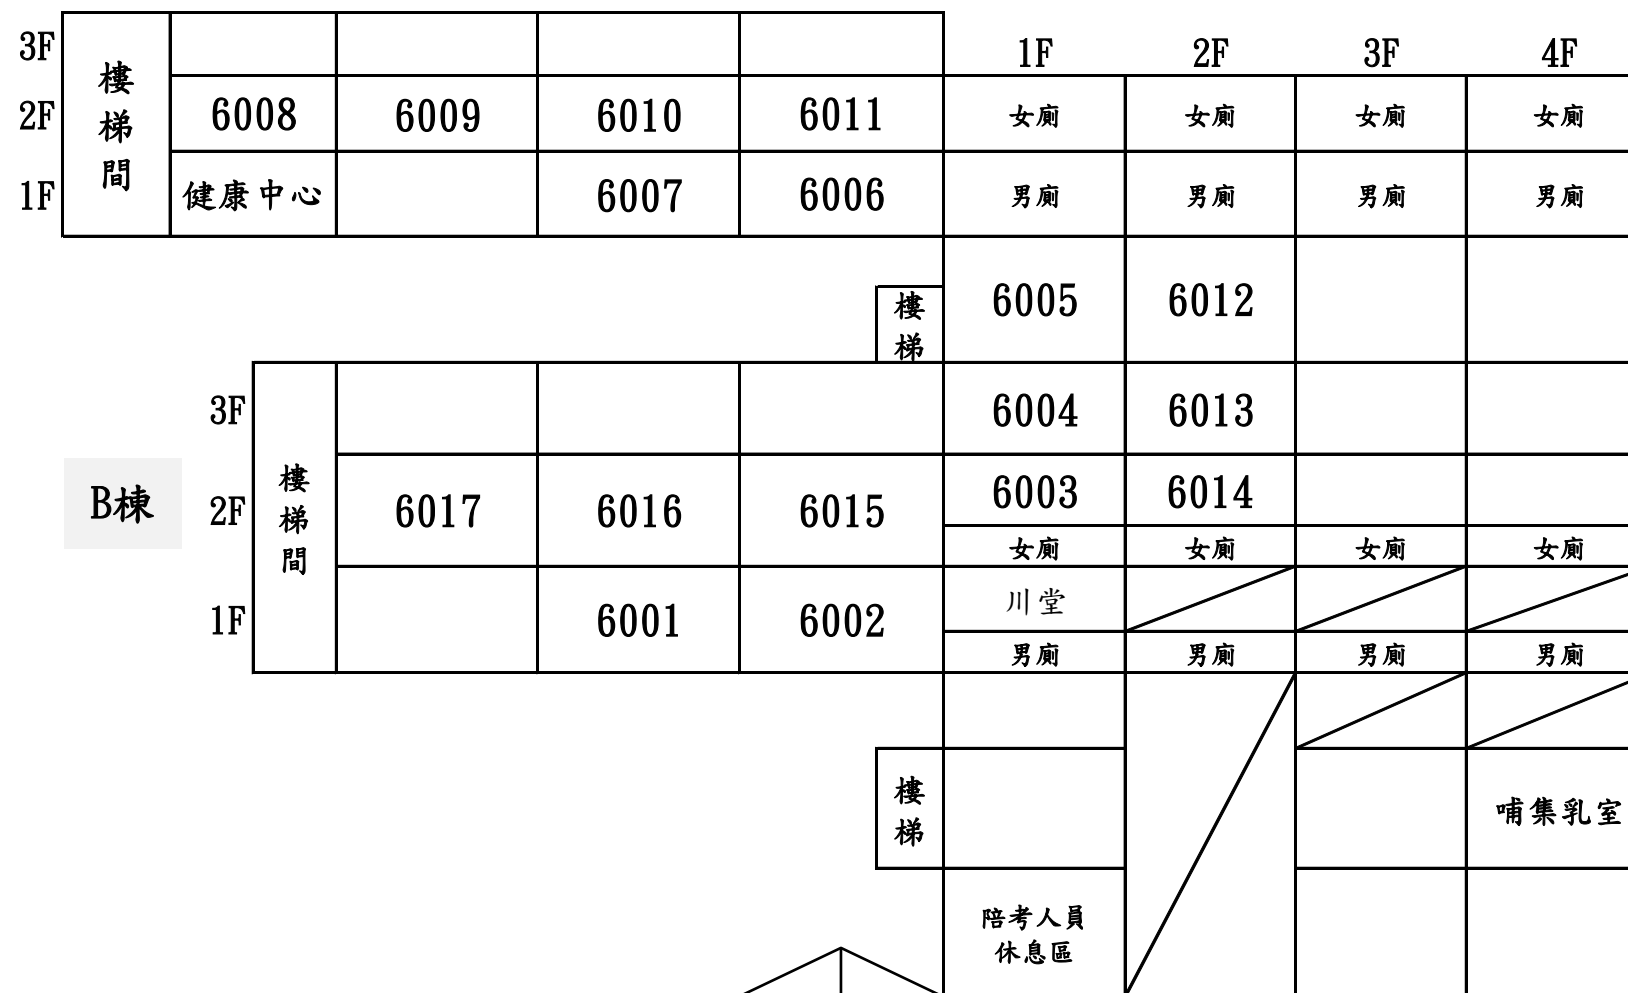 3F
1F 2F 3F 4F
樓梯間
2F 6008 6009 6010 6011 女廁 女廁 女廁 女廁
1F 健康中心 6007 6006 男廁 男廁 男廁 男廁
樓梯 6005 6012
3F 6004 6013
樓梯間
B棟 2F 6017 6016 6015 6003 6014
女廁 女廁 女廁 女廁
1F 6001 6002 川堂
男廁 男廁 男廁 男廁
樓梯 哺集乳室
陪考人員
休息區